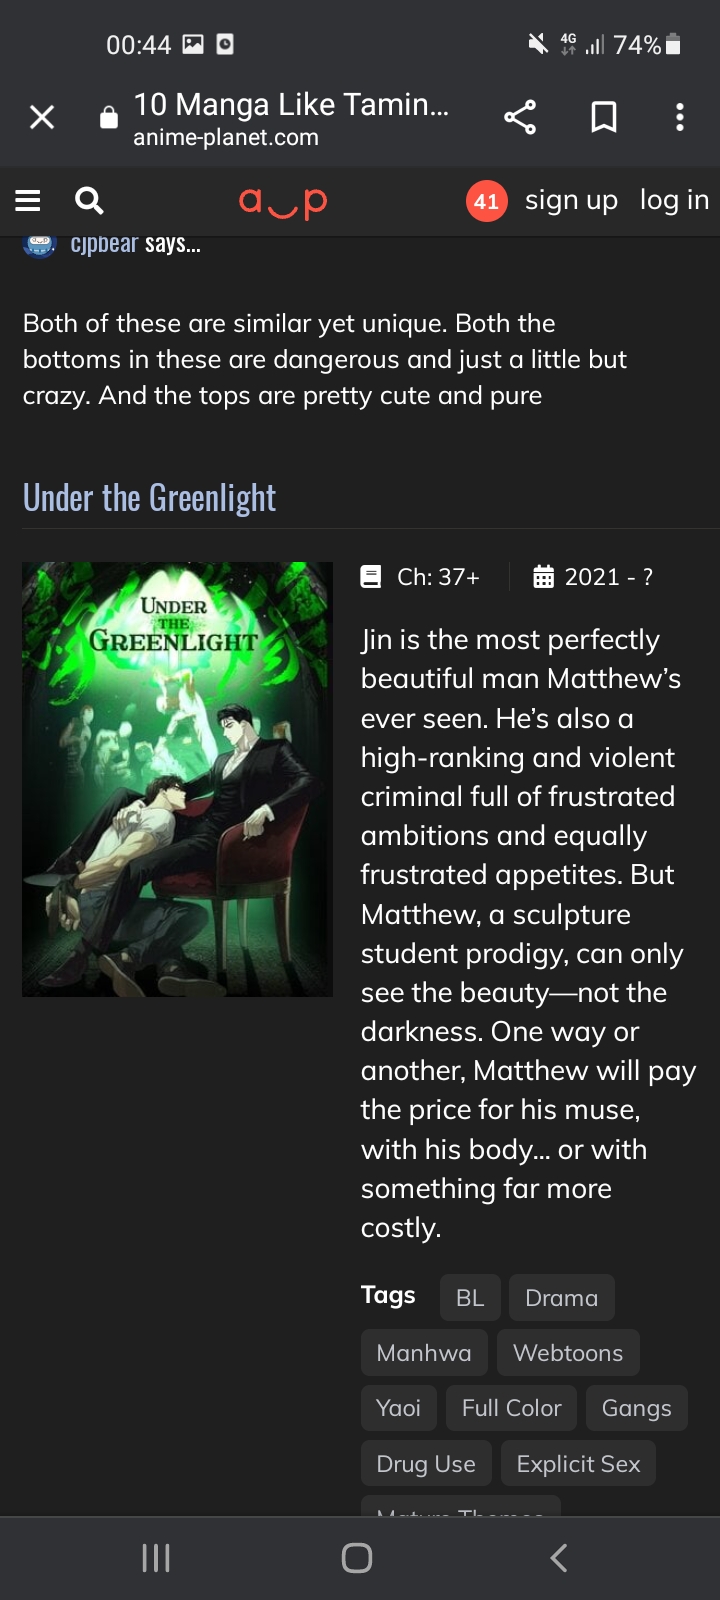 00:44
4G
74%
10 Manga Like Tamin...
anime-planet.com
a‿p
41
sign up
log in
cjpbear says...
Both of these are similar yet unique. Both the
bottoms in these are dangerous and just a little but
crazy. And the tops are pretty cute and pure
Under the Greenlight
UNDER
THE
GREENLIGHT
Ch: 37+
2021 - ?
Jin is the most perfectly
beautiful man Matthew’s
ever seen. He’s also a
high-ranking and violent
criminal full of frustrated
ambitions and equally
frustrated appetites. But
Matthew, a sculpture
student prodigy, can only
see the beauty—not the
darkness. One way or
another, Matthew will pay
the price for his muse,
with his body... or with
something far more
costly.
Tags BL Drama
Manhwa Webtoons
Yaoi Full Color Gangs
Drug Use Explicit Sex
Mature Themes